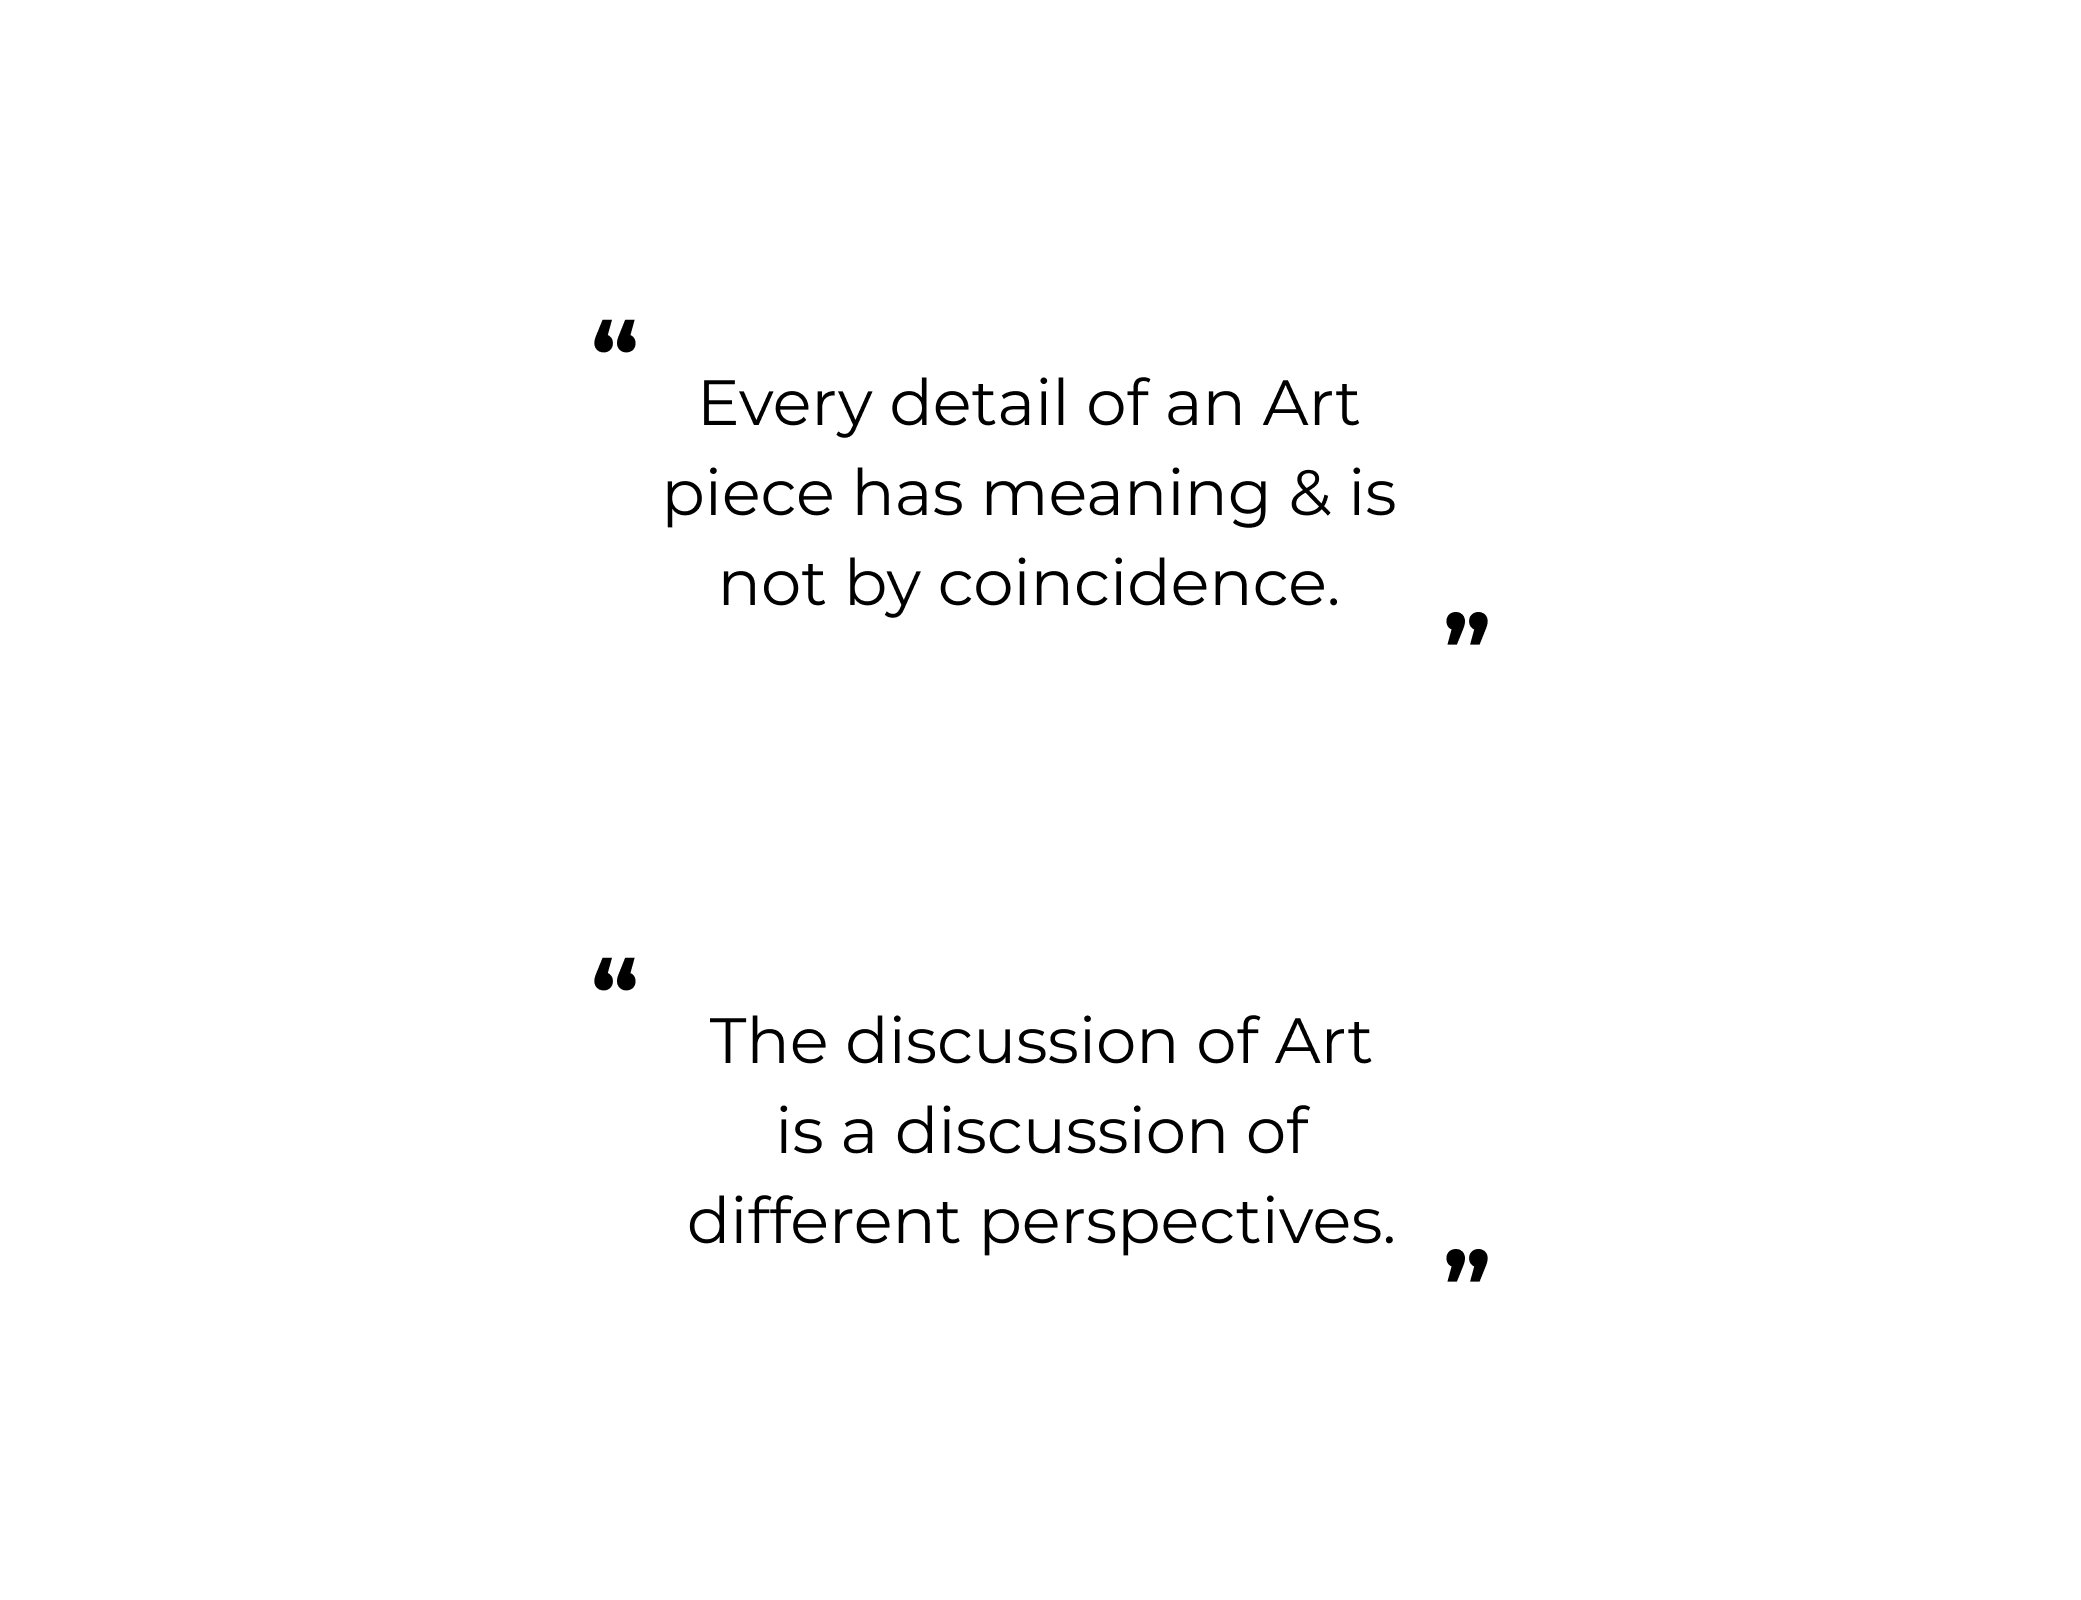 “
Every detail of an Art
piece has meaning & is
not by coincidence.
”
“
The discussion of Art
is a discussion of
different perspectives.
”